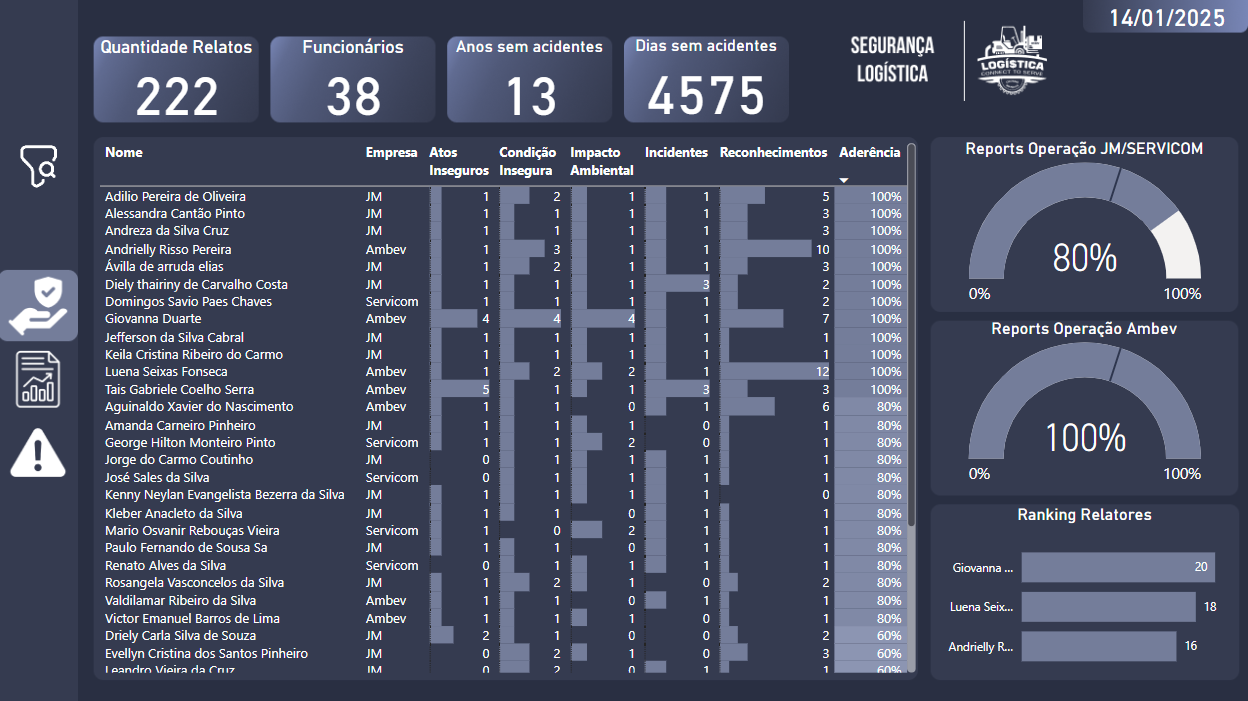 14/01/2025
Quantidade Relatos
222
Funcionários
38
Anos sem acidentes
13
Dias sem acidentes
4575
SEGURANÇA
LOGÍSTICA
LOGÍSTICA
CONNECT TO SERVE
Nome Empresa Atos Inseguros Condição Insegura Impacto Ambiental Incidentes Reconhecimentos Aderência
Adilio Pereira de Oliveira JM 1 2 1 1 5 100%
Alessandra Cantão Pinto JM 1 1 1 1 3 100%
Andreza da Silva Cruz JM 1 1 1 1 3 100%
Andrielly Risso Pereira Ambev 1 3 1 1 10 100%
Ávilla de arruda elias JM 1 2 1 1 3 100%
Diely thairiny de Carvalho Costa JM 1 1 1 3 2 100%
Domingos Savio Paes Chaves Servicom 1 1 1 1 2 100%
Giovanna Duarte Ambev 4 4 4 1 7 100%
Jefferson da Silva Cabral JM 1 1 1 1 1 100%
Keila Cristina Ribeiro do Carmo JM 1 1 1 1 1 100%
Luena Seixas Fonseca Ambev 1 2 2 1 12 100%
Tais Gabriele Coelho Serra Ambev 5 1 1 3 3 100%
Aguinaldo Xavier do Nascimento Ambev 1 1 0 1 6 80%
Amanda Carneiro Pinheiro JM 1 1 1 0 1 80%
George Hilton Monteiro Pinto Servicom 1 1 2 0 1 80%
Jorge do Carmo Coutinho JM 0 1 1 1 1 80%
José Sales da Silva Servicom 0 1 1 1 1 80%
Kenny Neylan Evangelista Bezerra da Silva JM 1 1 1 1 0 80%
Kleber Anacleto da Silva JM 1 1 0 1 1 80%
Mario Osvanir Rebouças Vieira Servicom 1 0 2 1 1 80%
Paulo Fernando de Sousa Sa JM 1 1 0 1 1 80%
Renato Alves da Silva Servicom 0 1 1 1 1 80%
Rosangela Vasconcelos da Silva JM 1 2 1 0 2 80%
Valdilamar Ribeiro da Silva Ambev 1 1 0 1 1 80%
Victor Emanuel Barros de Lima Ambev 1 1 1 0 1 80%
Driely Carla Silva de Souza JM 2 1 0 0 2 60%
Evellyn Cristina dos Santos Pinheiro JM 0 2 1 0 3 60%
Leandro Vieira da Cruz JM 0 2 0 1 1 60%
Reports Operação JM/SERVICOM
80%
0% 100%
Reports Operação Ambev
100%
0% 100%
Ranking Relatores
Giovanna ... 20
Luena Seix... 18
Andrielly R... 16